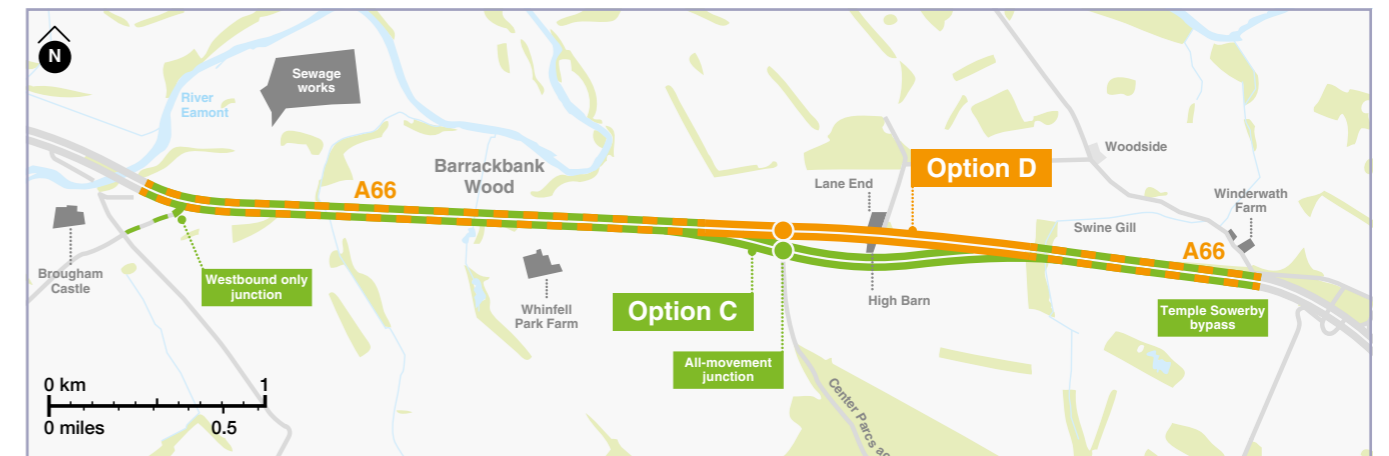 N
Sewage
works
River
Eamont
Barrackbank
Wood
A66
Lane End
Option D
Woodside
Winderwath
Farm
Swine Gill
A66
Brougham
Castle
Westbound only
junction
Whinfell
Park Farm
Option C
High Barn
Temple Sowerby
bypass
All-movement
junction
Center Parcs
0 km 1
0 miles 0.5